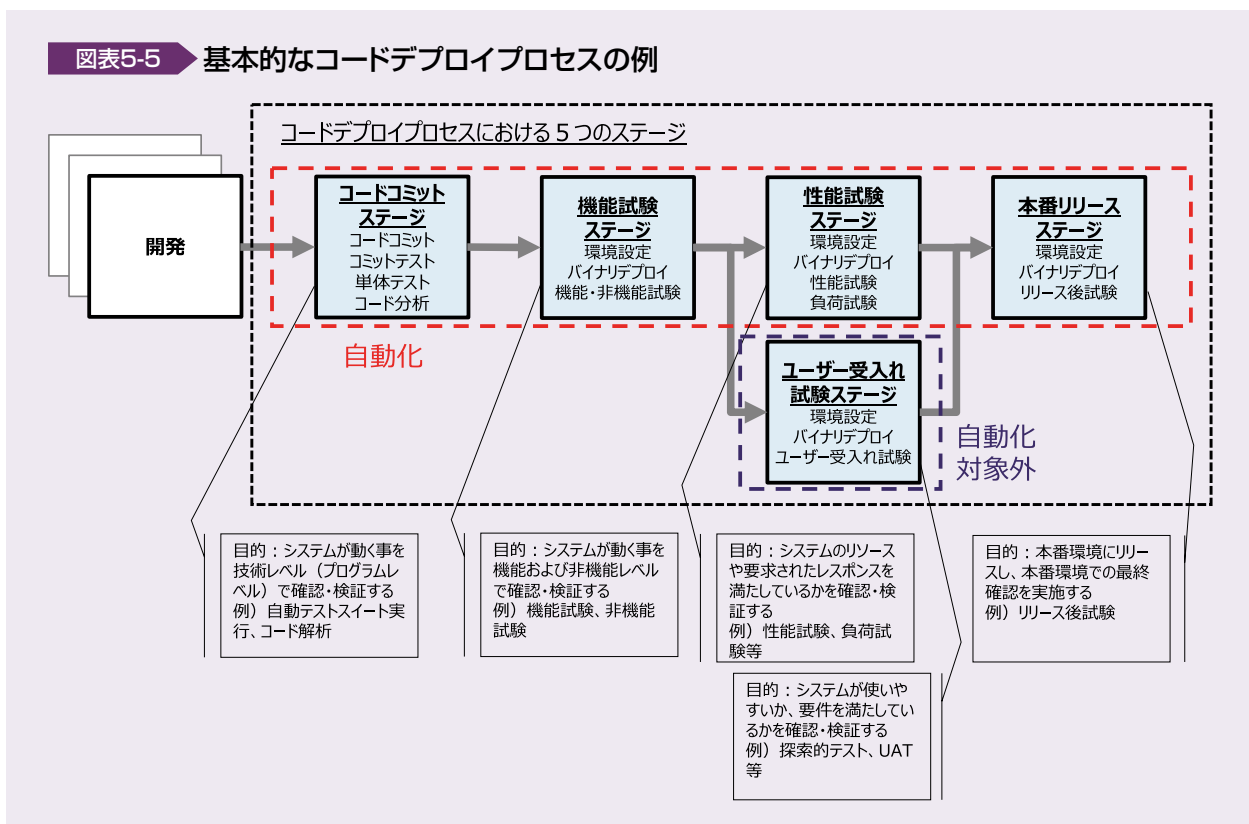 図表5-5
基本的なコードデプロイプロセスの例
コードデプロイプロセスにおける5つのステージ
開発
コードコミット
ステージ
コードコミット
コミットテスト
単体テスト
コード分析
機能試験
ステージ
環境設定
バイナリデプロイ
機能・非機能試験
性能試験
ステージ
環境設定
バイナリデプロイ
性能試験
負荷試験
本番リリース
ステージ
環境設定
バイナリデプロイ
リリース後試験
自動化
ユーザー受入れ
試験ステージ
環境設定
バイナリデプロイ
ユーザー受入れ試験
自動化
対象外
目的：システムが動く事を
技術レベル（プログラムレ
ベル）で確認・検証する
例）自動テストスイート実
行、コード解析
目的：システムが動く事を
機能および非機能レベル
で確認・検証する
例）機能試験、非機能
試験
目的：システムのリソース
や要求されたレスポンスを
満たしているかを確認・検
証する
例）性能試験、負荷試
験等
目的：本番環境にリリー
スし、本番環境での最終
確認を実施する
例）リリース後試験
目的：システムが使いや
すいか、要件を満たしてい
るかを確認・検証する
例）探索的テスト、UAT
等